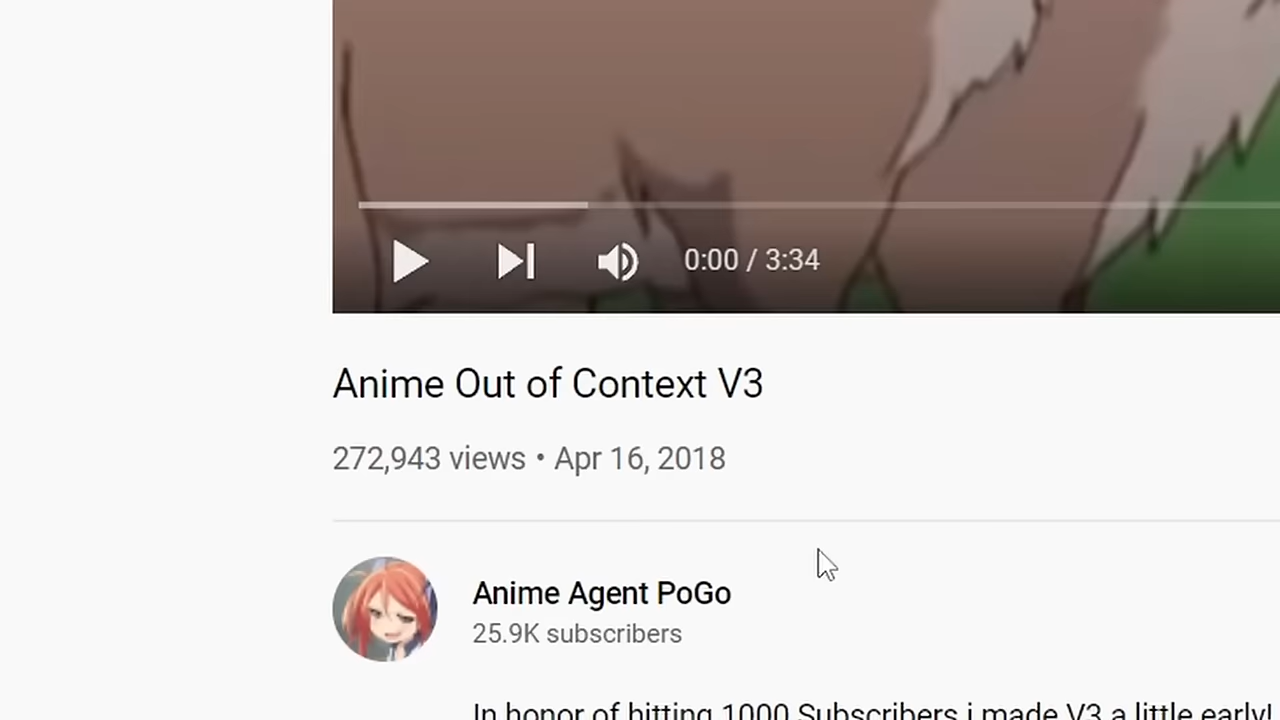 0:00 / 3:34
Anime Out of Context V3
272,943 views • Apr 16, 2018
Anime Agent PoGo
25.9K subscribers
In honor of hitting 1000 Subscribers i made V3 a little early!